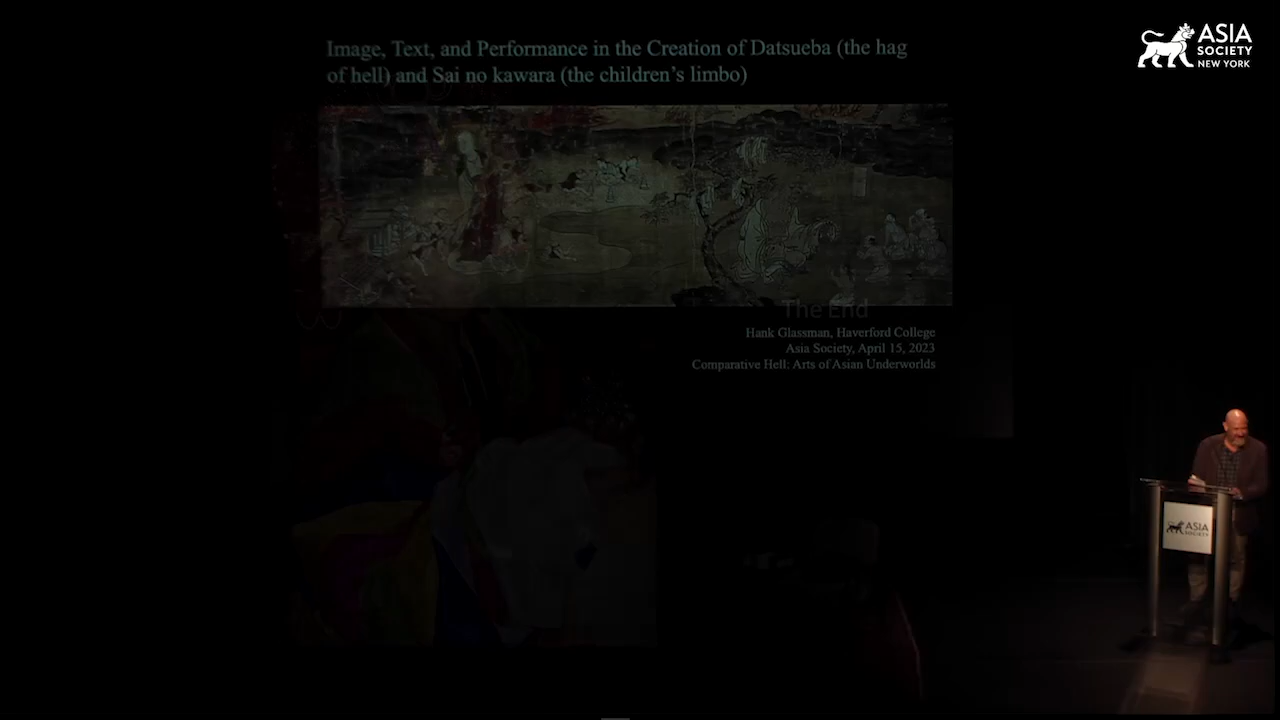 Image, Text, and Performance in the Creation of Datsueba (the hag
of hell) and Sai no kawara (the children's limbo)
ASIA
SOCIETY
NEW YORK
The End
Hank Glassman, Haverford College
Asia Society, April 15, 2023
Comparative Hell: Arts of Asian Underworlds
ASIA
SOCIETY